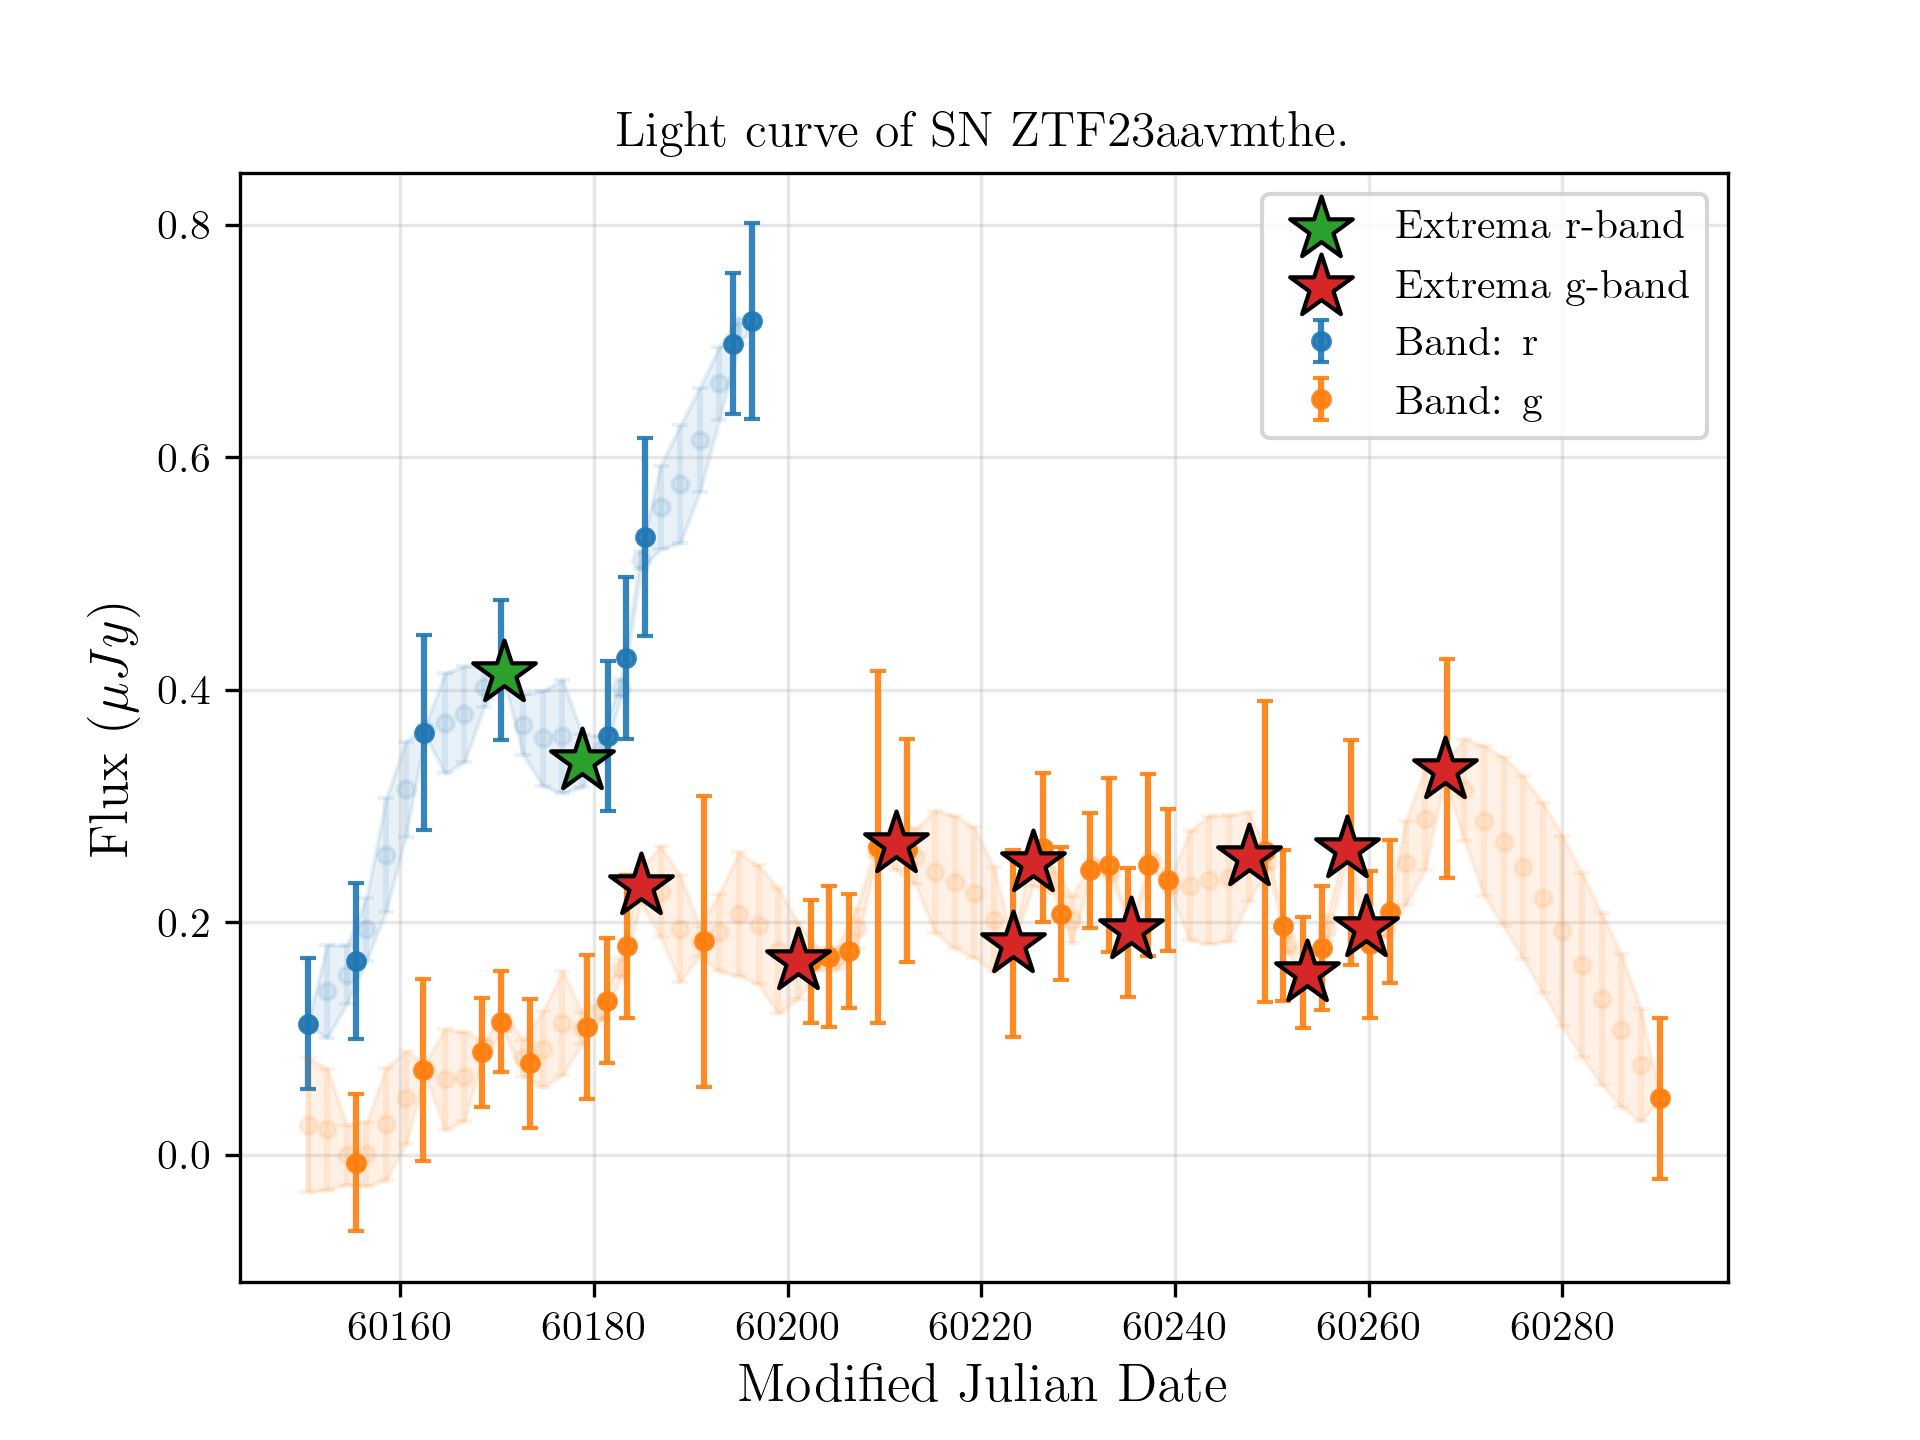 Light curve of SN ZTF23aavmthe.
Extrema r-band
Extrema g-band
Band: r
Band: g
0.8
0.6
0.4
0.2
0.0
Flux (μJy)
60160 60180 60200 60220 60240 60260 60280
Modified Julian Date